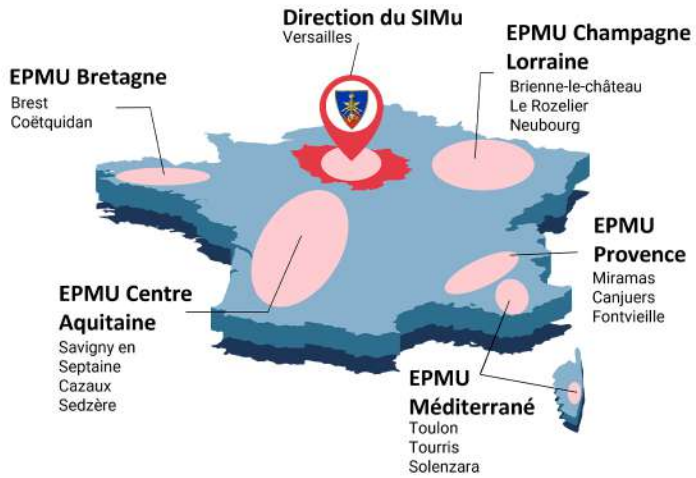 Direction du SIMu
Versailles
EPMU Champagne
Lorraine
Brienne-le-château
Le Rozelier
Neubourg
EPMU Bretagne
Brest
Coëtquidan
EPMU
Provence
Miramas
Canjuers
Fontvieille
EPMU Centre
Aquitaine
Savigny en
Septaine
Cazaux
Sedzère
EPMU
Méditerrané
Toulon
Tourris
Solenzara